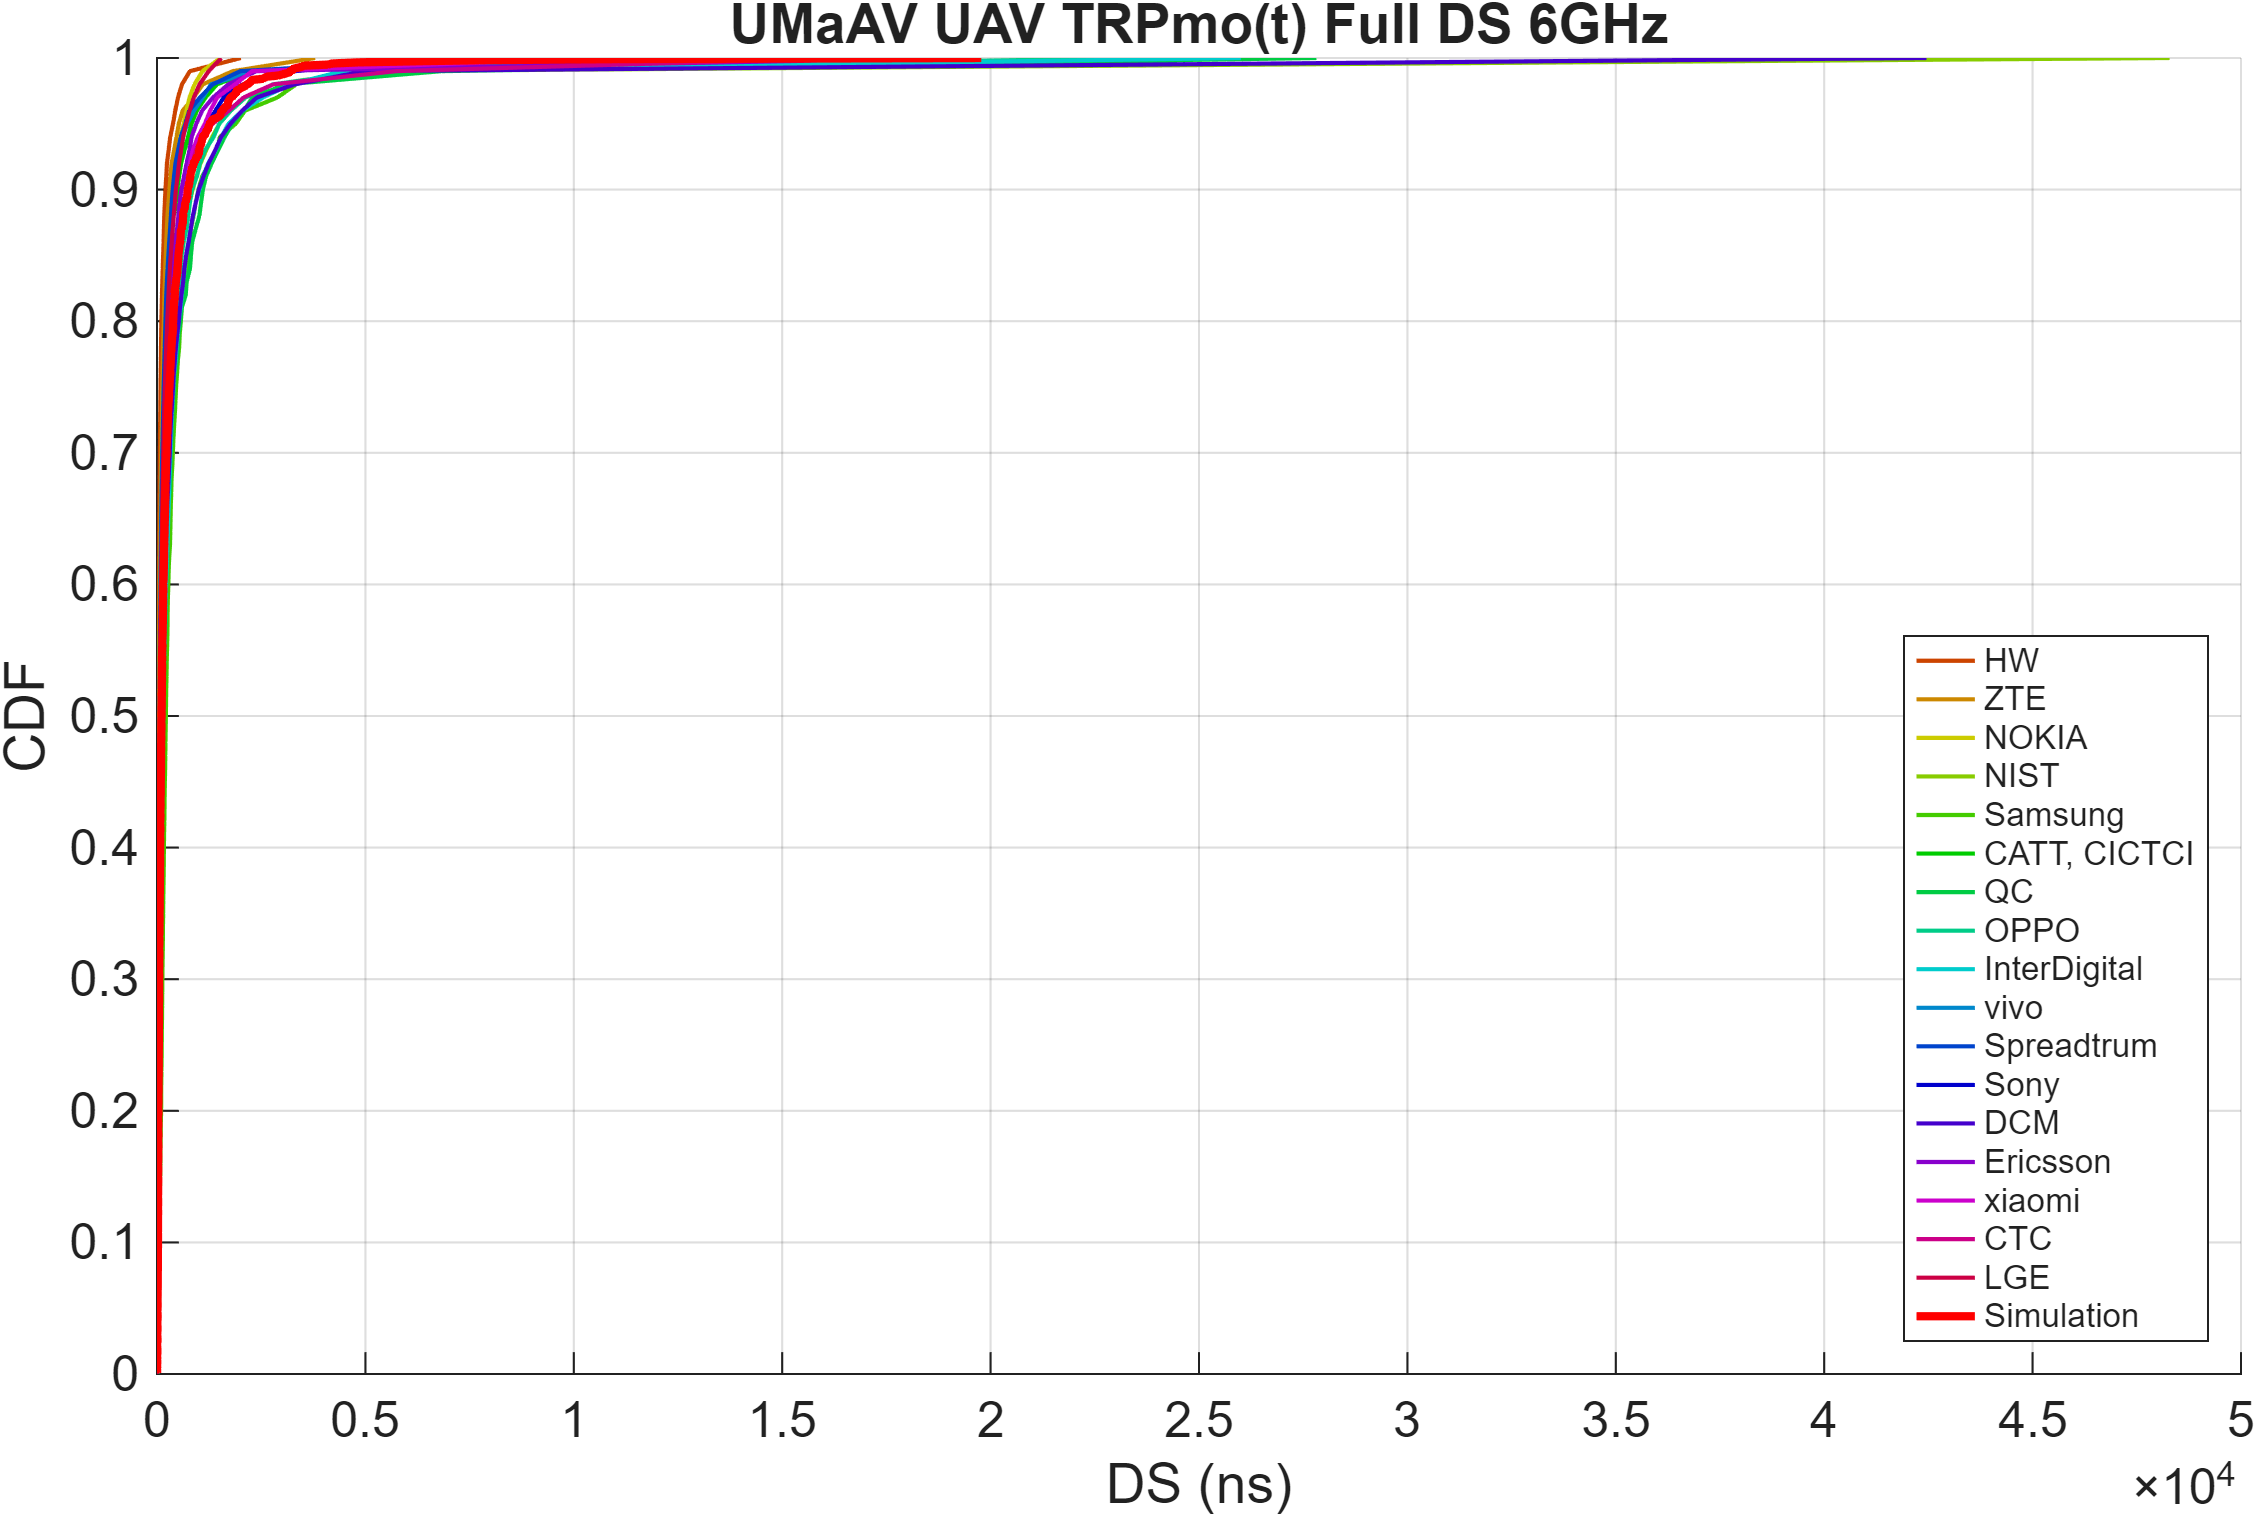 UMaAV UAV TRPmo(t) Full DS 6GHz
1
0.9
0.8
0.7
0.6
0.5
0.4
0.3
0.2
0.1
0
CDF
HW
ZTE
NOKIA
NIST
Samsung
CATT, CICTCI
QC
OPPO
InterDigital
vivo
Spreadtrum
Sony
DCM
Ericsson
xiaomi
CTC
LGE
Simulation
0 0.5 1 1.5 2 2.5 3 3.5 4 4.5 5
DS (ns)
×10⁴